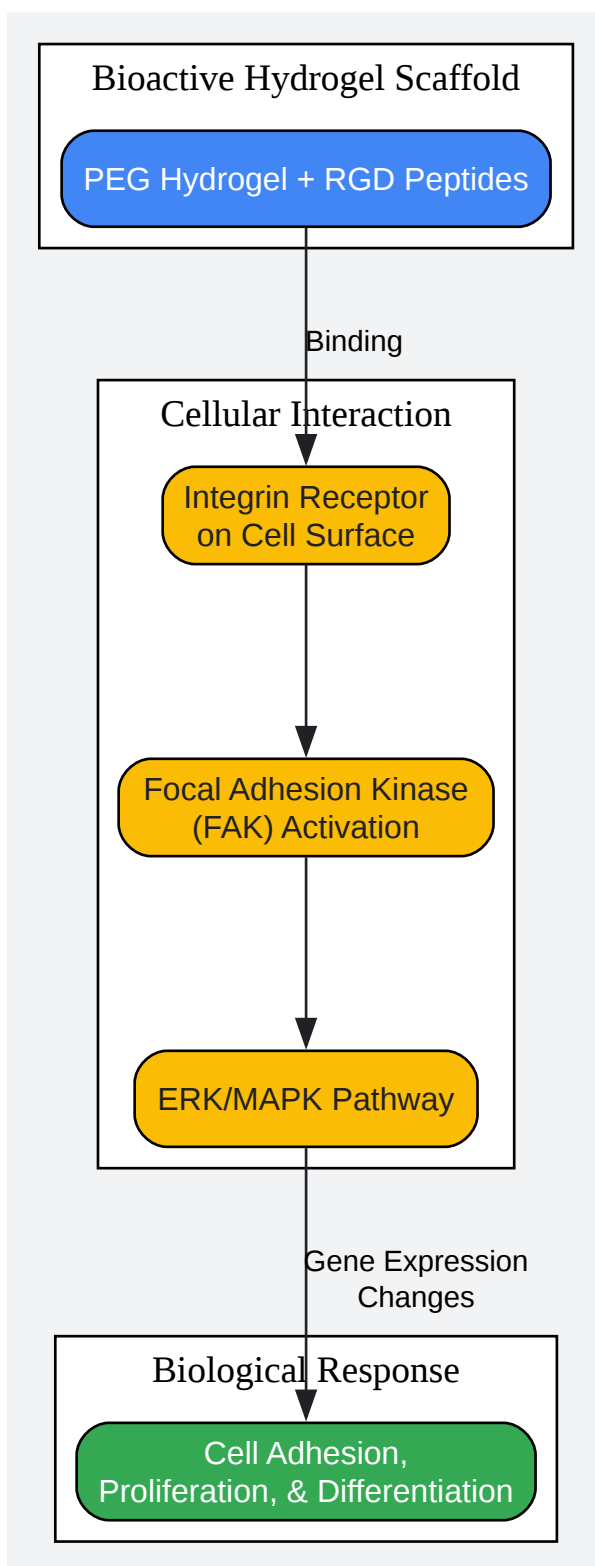 Bioactive Hydrogel Scaffold
PEG Hydrogel + RGD Peptides
Binding
Cellular Interaction
Integrin Receptor
on Cell Surface
Focal Adhesion Kinase
(FAK) Activation
ERK/MAPK Pathway
Gene Expression
Changes
Biological Response
Cell Adhesion,
Proliferation, & Differentiation